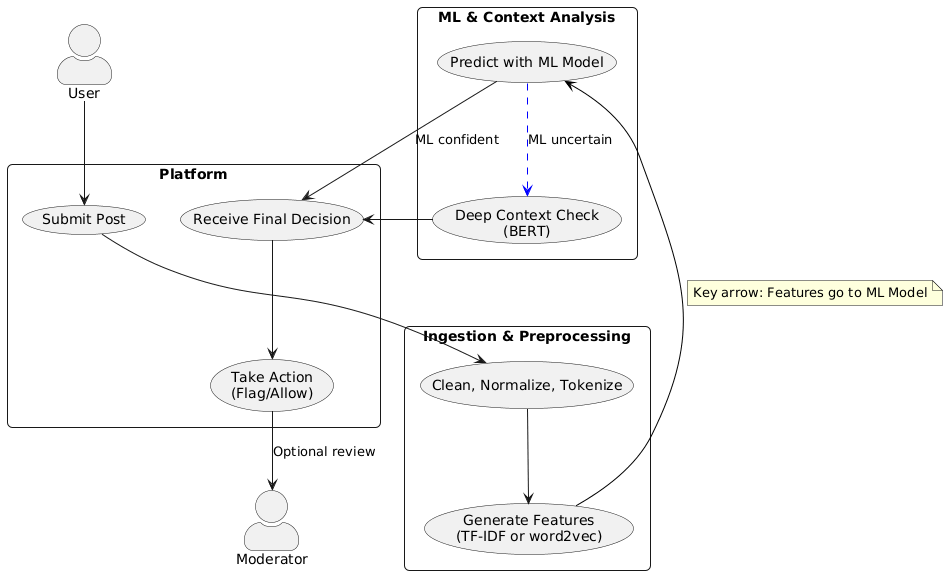 ML & Context Analysis
Predict with ML Model
User
ML confident
ML uncertain
Platform
Submit Post
Receive Final Decision
Deep Context Check
(BERT)
Key arrow: Features go to ML Model
Ingestion & Preprocessing
Clean, Normalize, Tokenize
Take Action
(Flag/Allow)
Optional review
Generate Features
(TF-IDF or word2vec)
Moderator